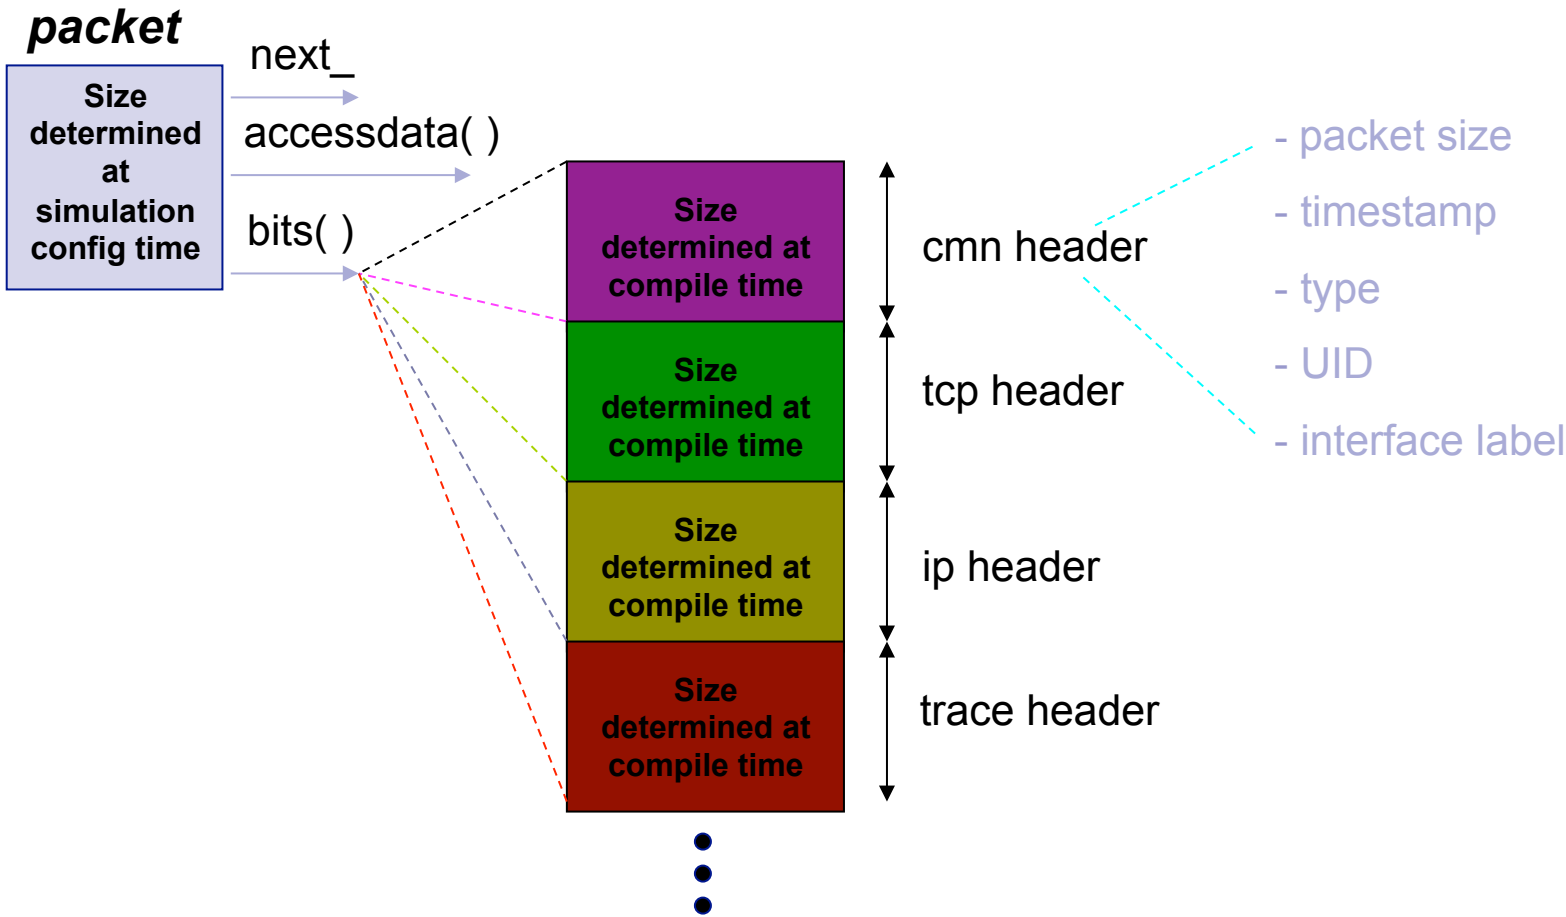 packet
Size
determined
at
simulation
config time
next_
accessdata( )
bits( )
Size
determined at
compile time
Size
determined at
compile time
Size
determined at
compile time
Size
determined at
compile time
cmn header
tcp header
ip header
trace header
- packet size
- timestamp
- type
- UID
- interface label